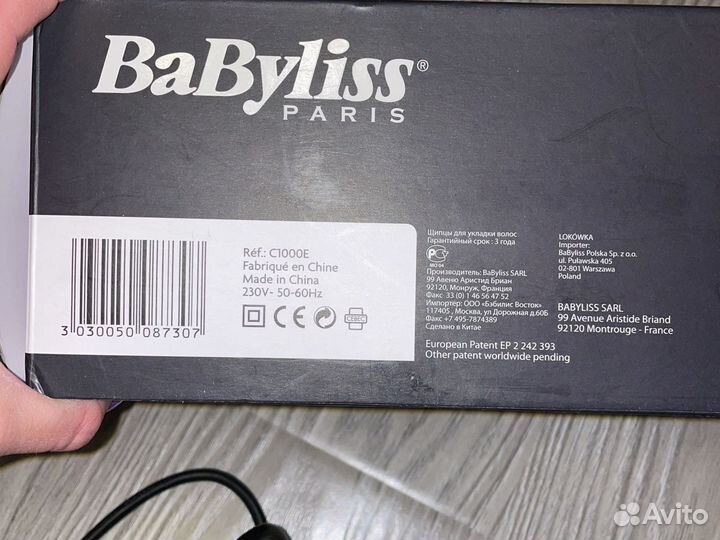 BaByliss®
PARIS
Réf.: C1000E
Fabriqué en Chine
Made in China
230V~ 50-60Hz
3 030050 087307
CE
CEBEC
Щипцы для укладки волос
Гарантийный срок : 3 года
Производитель: BaByliss SARL
99 Авеню Аристид Бриан
92120, Монруж, Франция
Факс 33 (0) 1 46 56 47 52
Импортёр: ООО «Бэбилис Восток»
117405 , Москва, ул Дорожная д.60Б
Факс +7 495-7874389
Сделано в Китае
LOKÓWKA
Importer:
BaByliss Polska Sp. z o.o.
ul. Puławska 405
02-801 Warszawa
Poland
BABYLISS SARL
99 Avenue Aristide Briand
92120 Montrouge - France
European Patent EP 2 242 393
Other patent worldwide pending
Avito